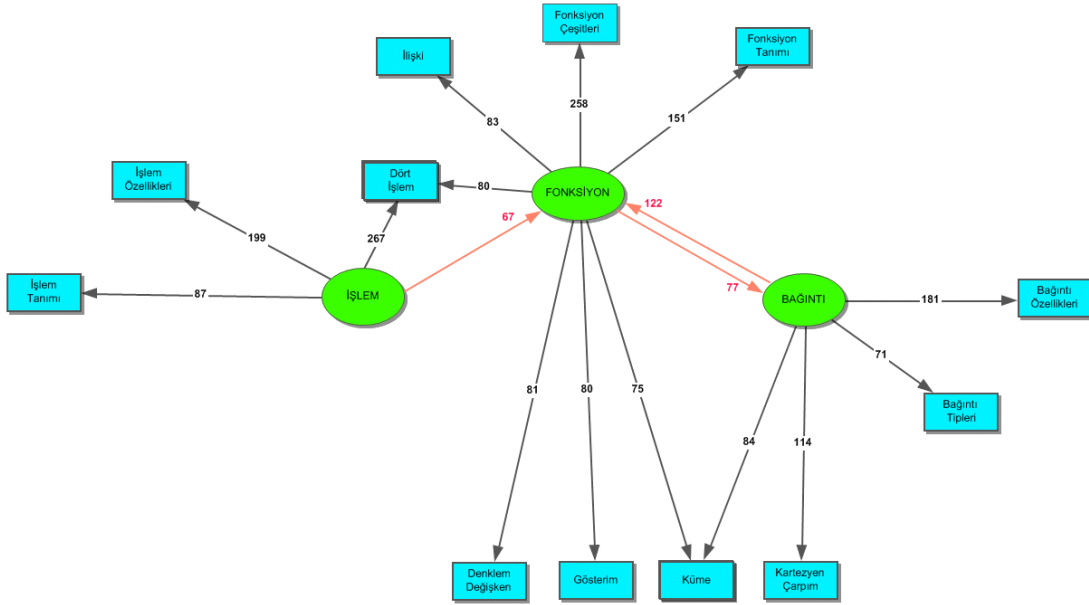 Fonksiyon
Çeşitleri
Fonksiyon
Tanımı
İlişki
258
151
83
İşlem
Özellikleri
Dört
İşlem
80
FONKSİYON
122
67
199
267
İşlem
Tanımı
87
İŞLEM
77
BAĞINTI
181
Bağıntı
Özellikleri
71
81
80
75
Bağıntı
Tipleri
84
114
Denklem
Değişken
Gösterim
Küme
Kartezyen
Çarpım